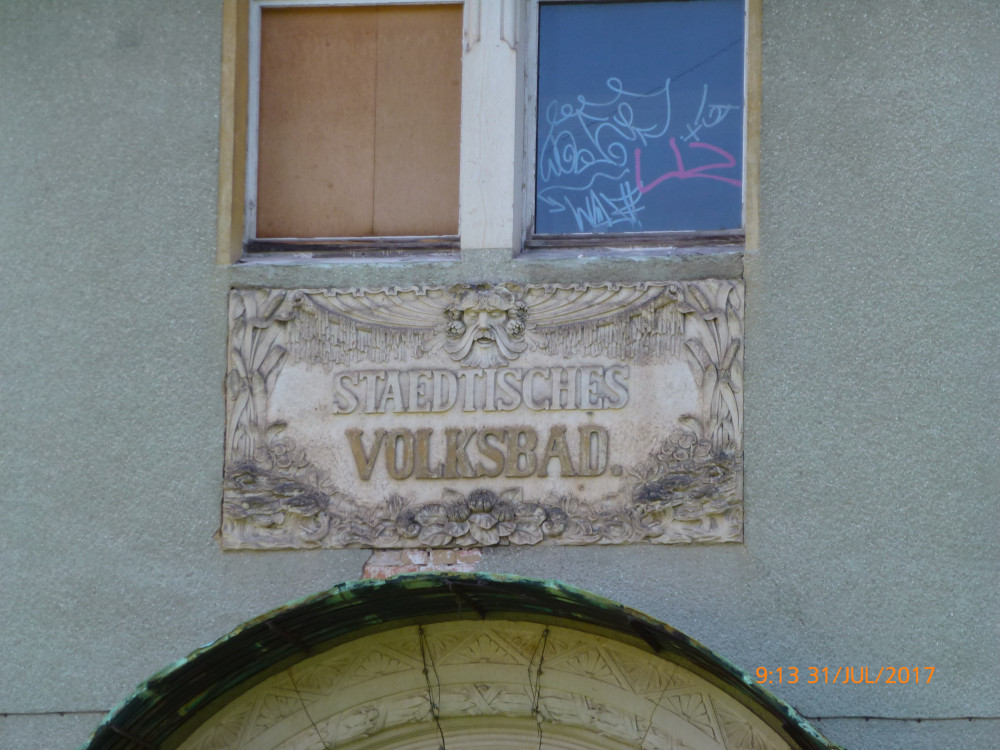 STAEDTISCHES
VOLKSBAD.
9:13 31/JUL/2017